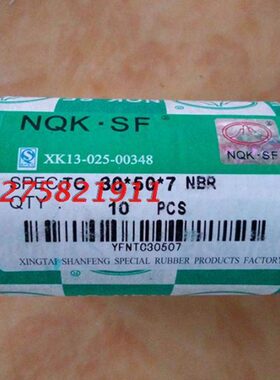 NQK·SF
NQK·SF
XK13-025-00348
SPEC:TC 30*50*7 NBR
2275821911
QTY : 10 PCS
YFNTC30507
XINGTAI SHANFENG SPECIAL RUBBER PRODUCTS FACTORY